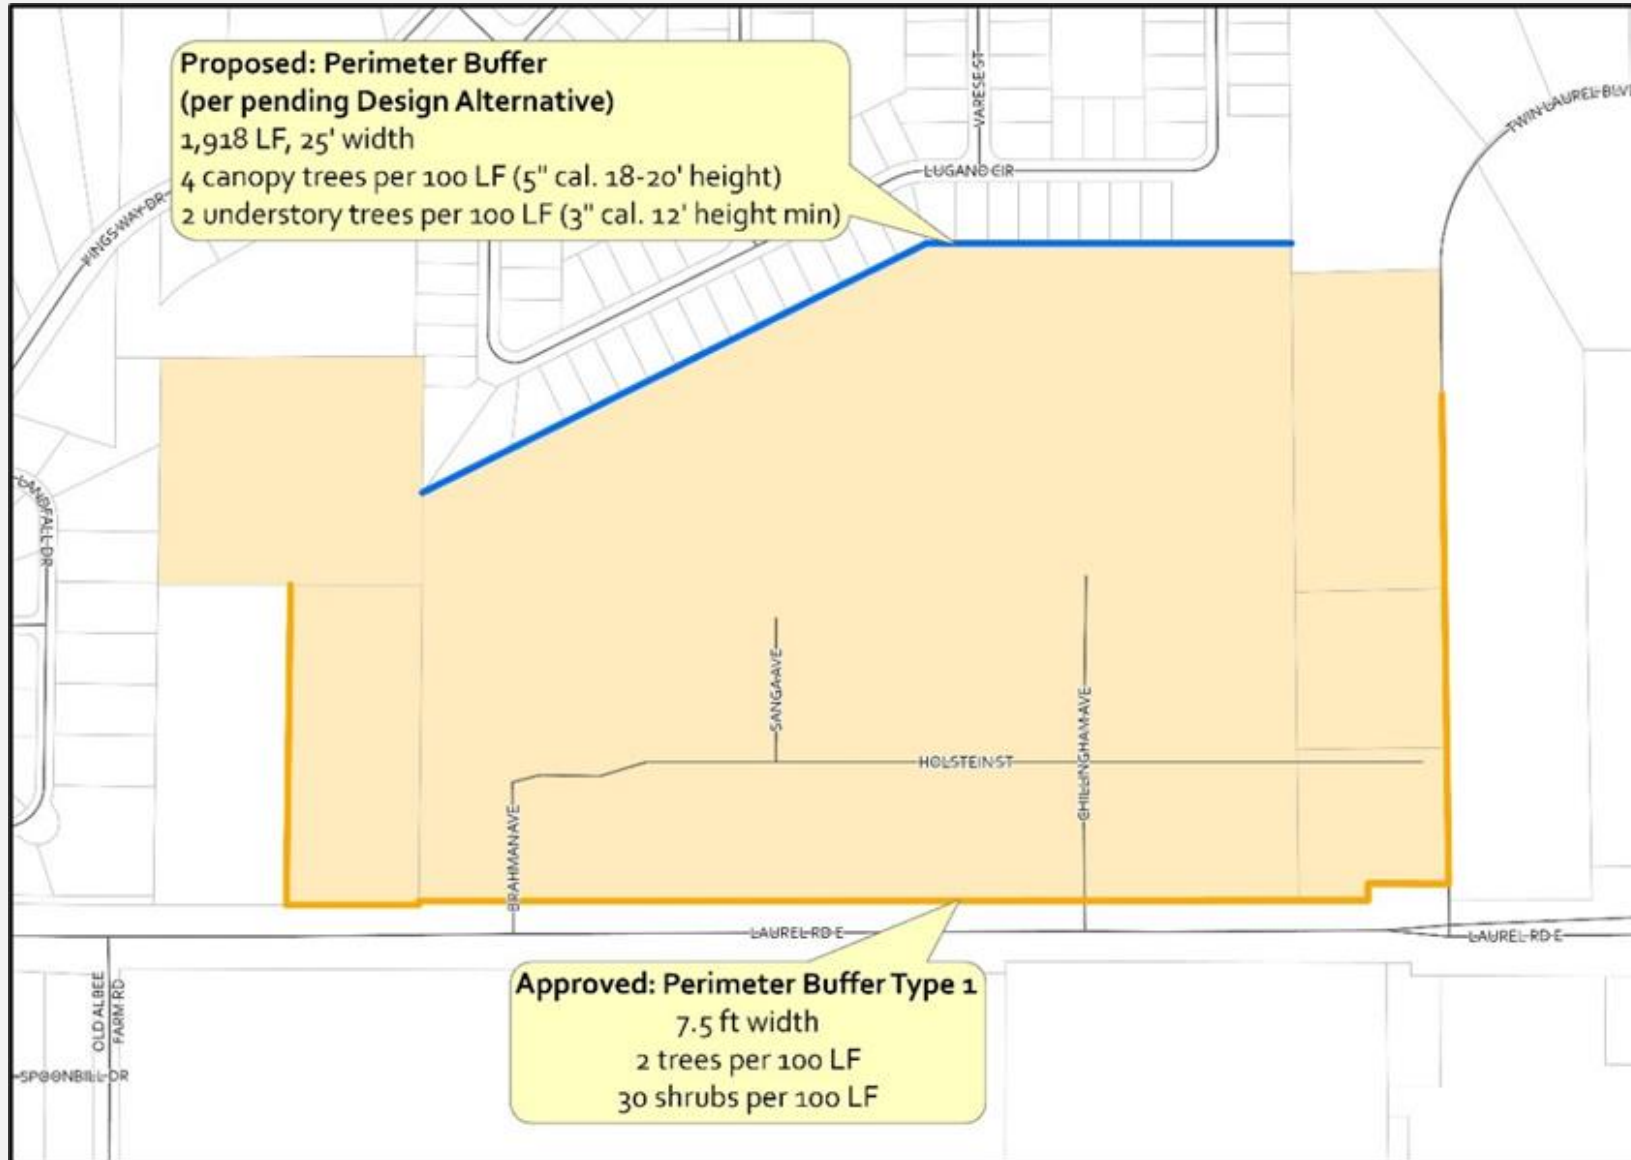 Proposed: Perimeter Buffer
(per pending Design Alternative)
1,918 LF, 25' width
4 canopy trees per 100 LF (5" cal. 18-20' height)
2 understory trees per 100 LF (3" cal. 12' height min)
VARESE ST
TWIN LAUREL BLVD
LUGANO CIR
KINGS WAY DR
LANDFALL DR
SANGA AVE
CHILLINGHAM AVE
HOLSTEIN ST
BRAHMAN AVE
LAUREL RD E
LAUREL RD E
OLD ALBEE
FARM RD
SPOONBILL DR
Approved: Perimeter Buffer Type 1
7.5 ft width
2 trees per 100 LF
30 shrubs per 100 LF